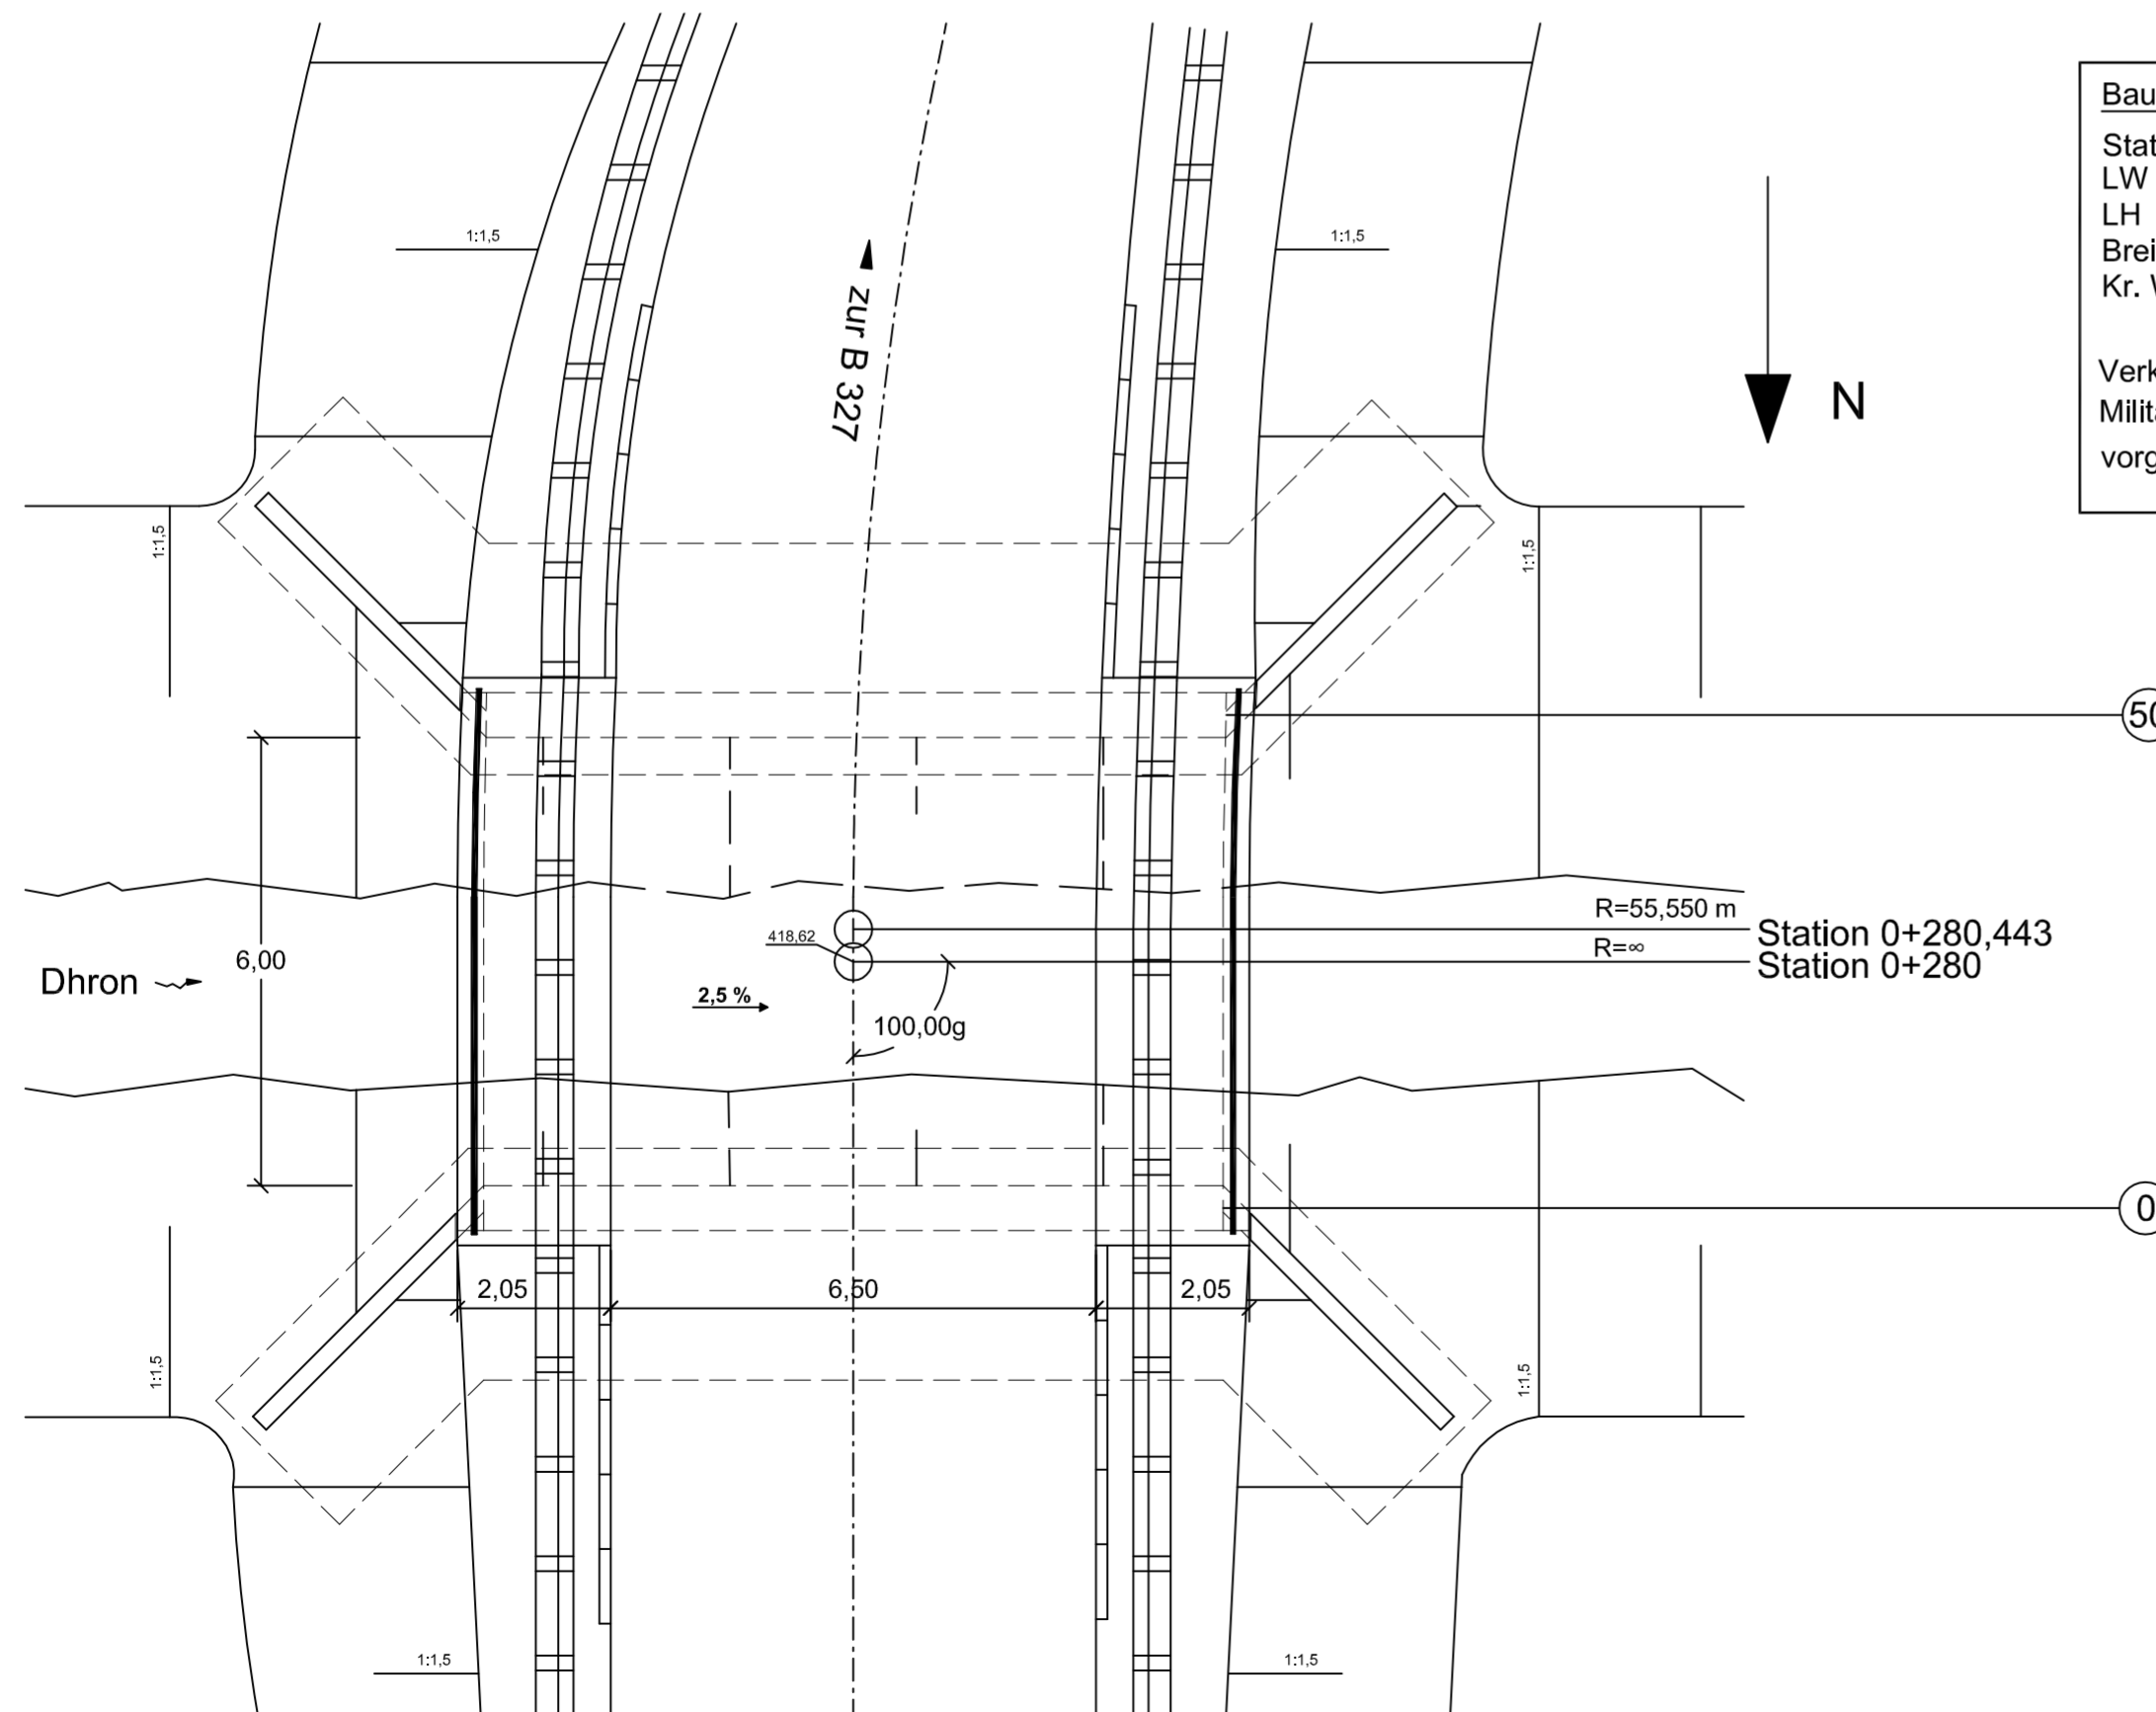 Bau
Stat
LW
LH
Brei
Kr.
Verk
Milit
vorg
1:1,5
1:1,5
zur B 327
N
1:1,5
1:1,5
50
R=55,550 m
Station 0+280,443
418,62
R=∞
Station 0+280
6,00
Dhron
2,5 %
100,00g
0
2,05
6,50
2,05
1:1,5
1:1,5
1:1,5
1:1,5